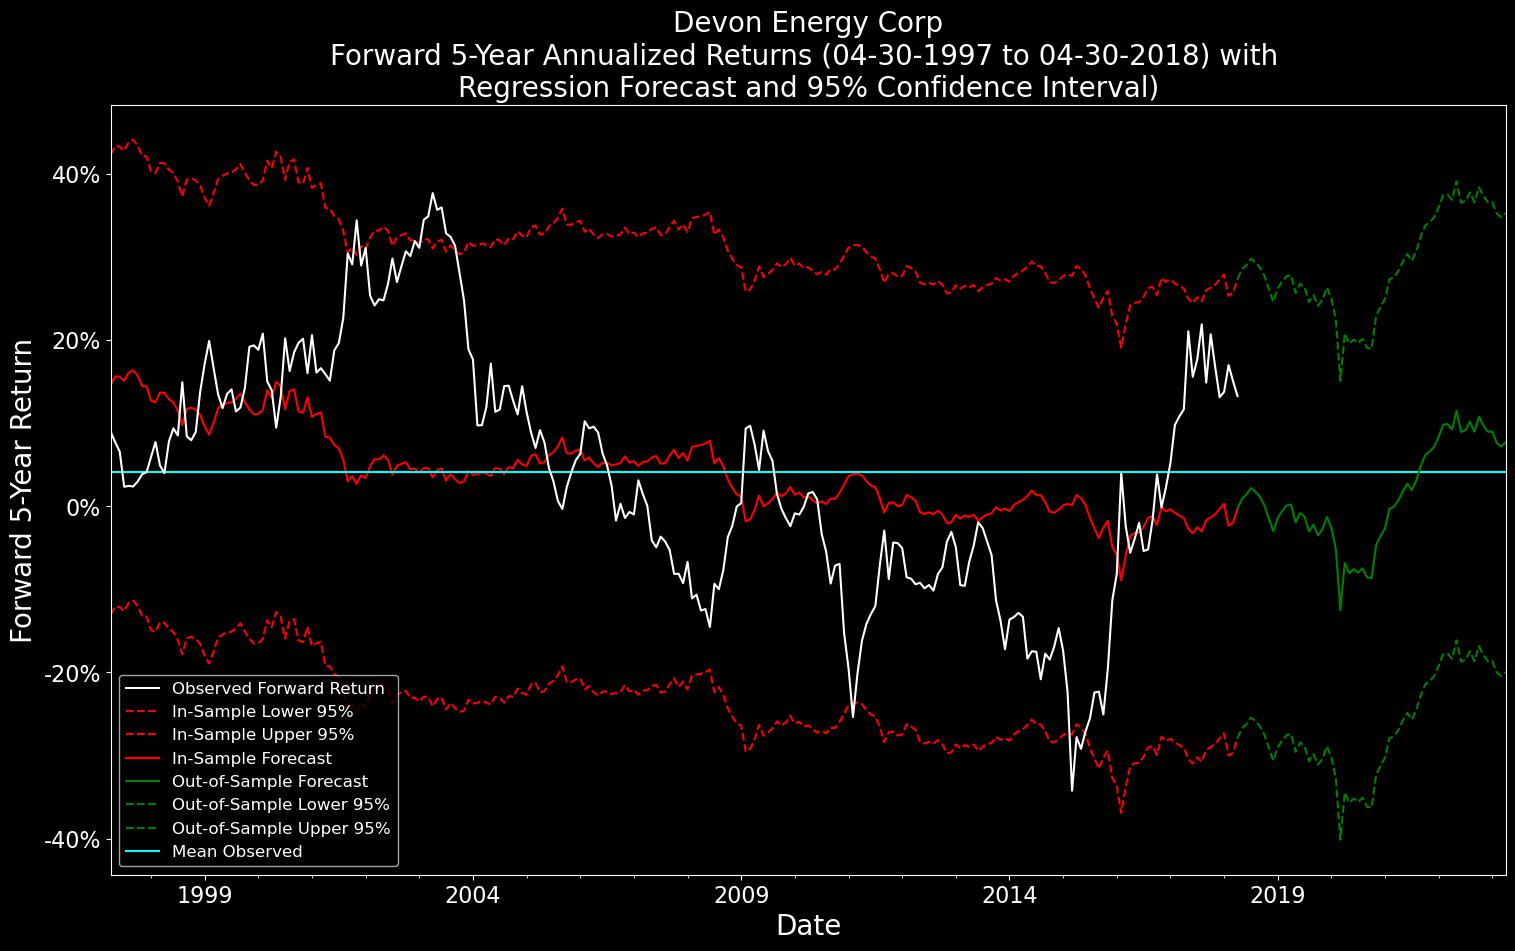 Devon Energy Corp
Forward 5-Year Annualized Returns (04-30-1997 to 04-30-2018) with
Regression Forecast and 95% Confidence Interval)
Forward 5-Year Return
40%
20%
0%
-20%
-40%
Observed Forward Return
In-Sample Lower 95%
In-Sample Upper 95%
In-Sample Forecast
Out-of-Sample Forecast
Out-of-Sample Lower 95%
Out-of-Sample Upper 95%
Mean Observed
1999 2004 2009 2014 2019
Date